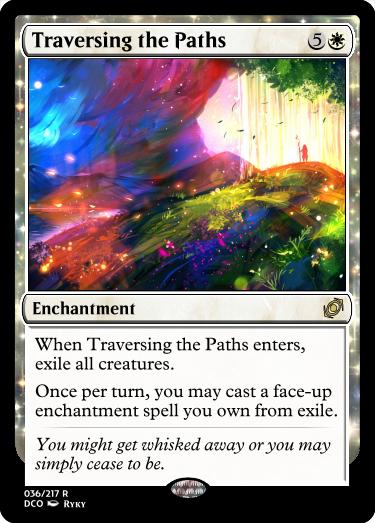 Traversing the Paths 5
Enchantment
When Traversing the Paths enters,
exile all creatures.
Once per turn, you may cast a face-up
enchantment spell you own from exile.
You might get whisked away or you may
simply cease to be.
036/217 R
DCO RYKY